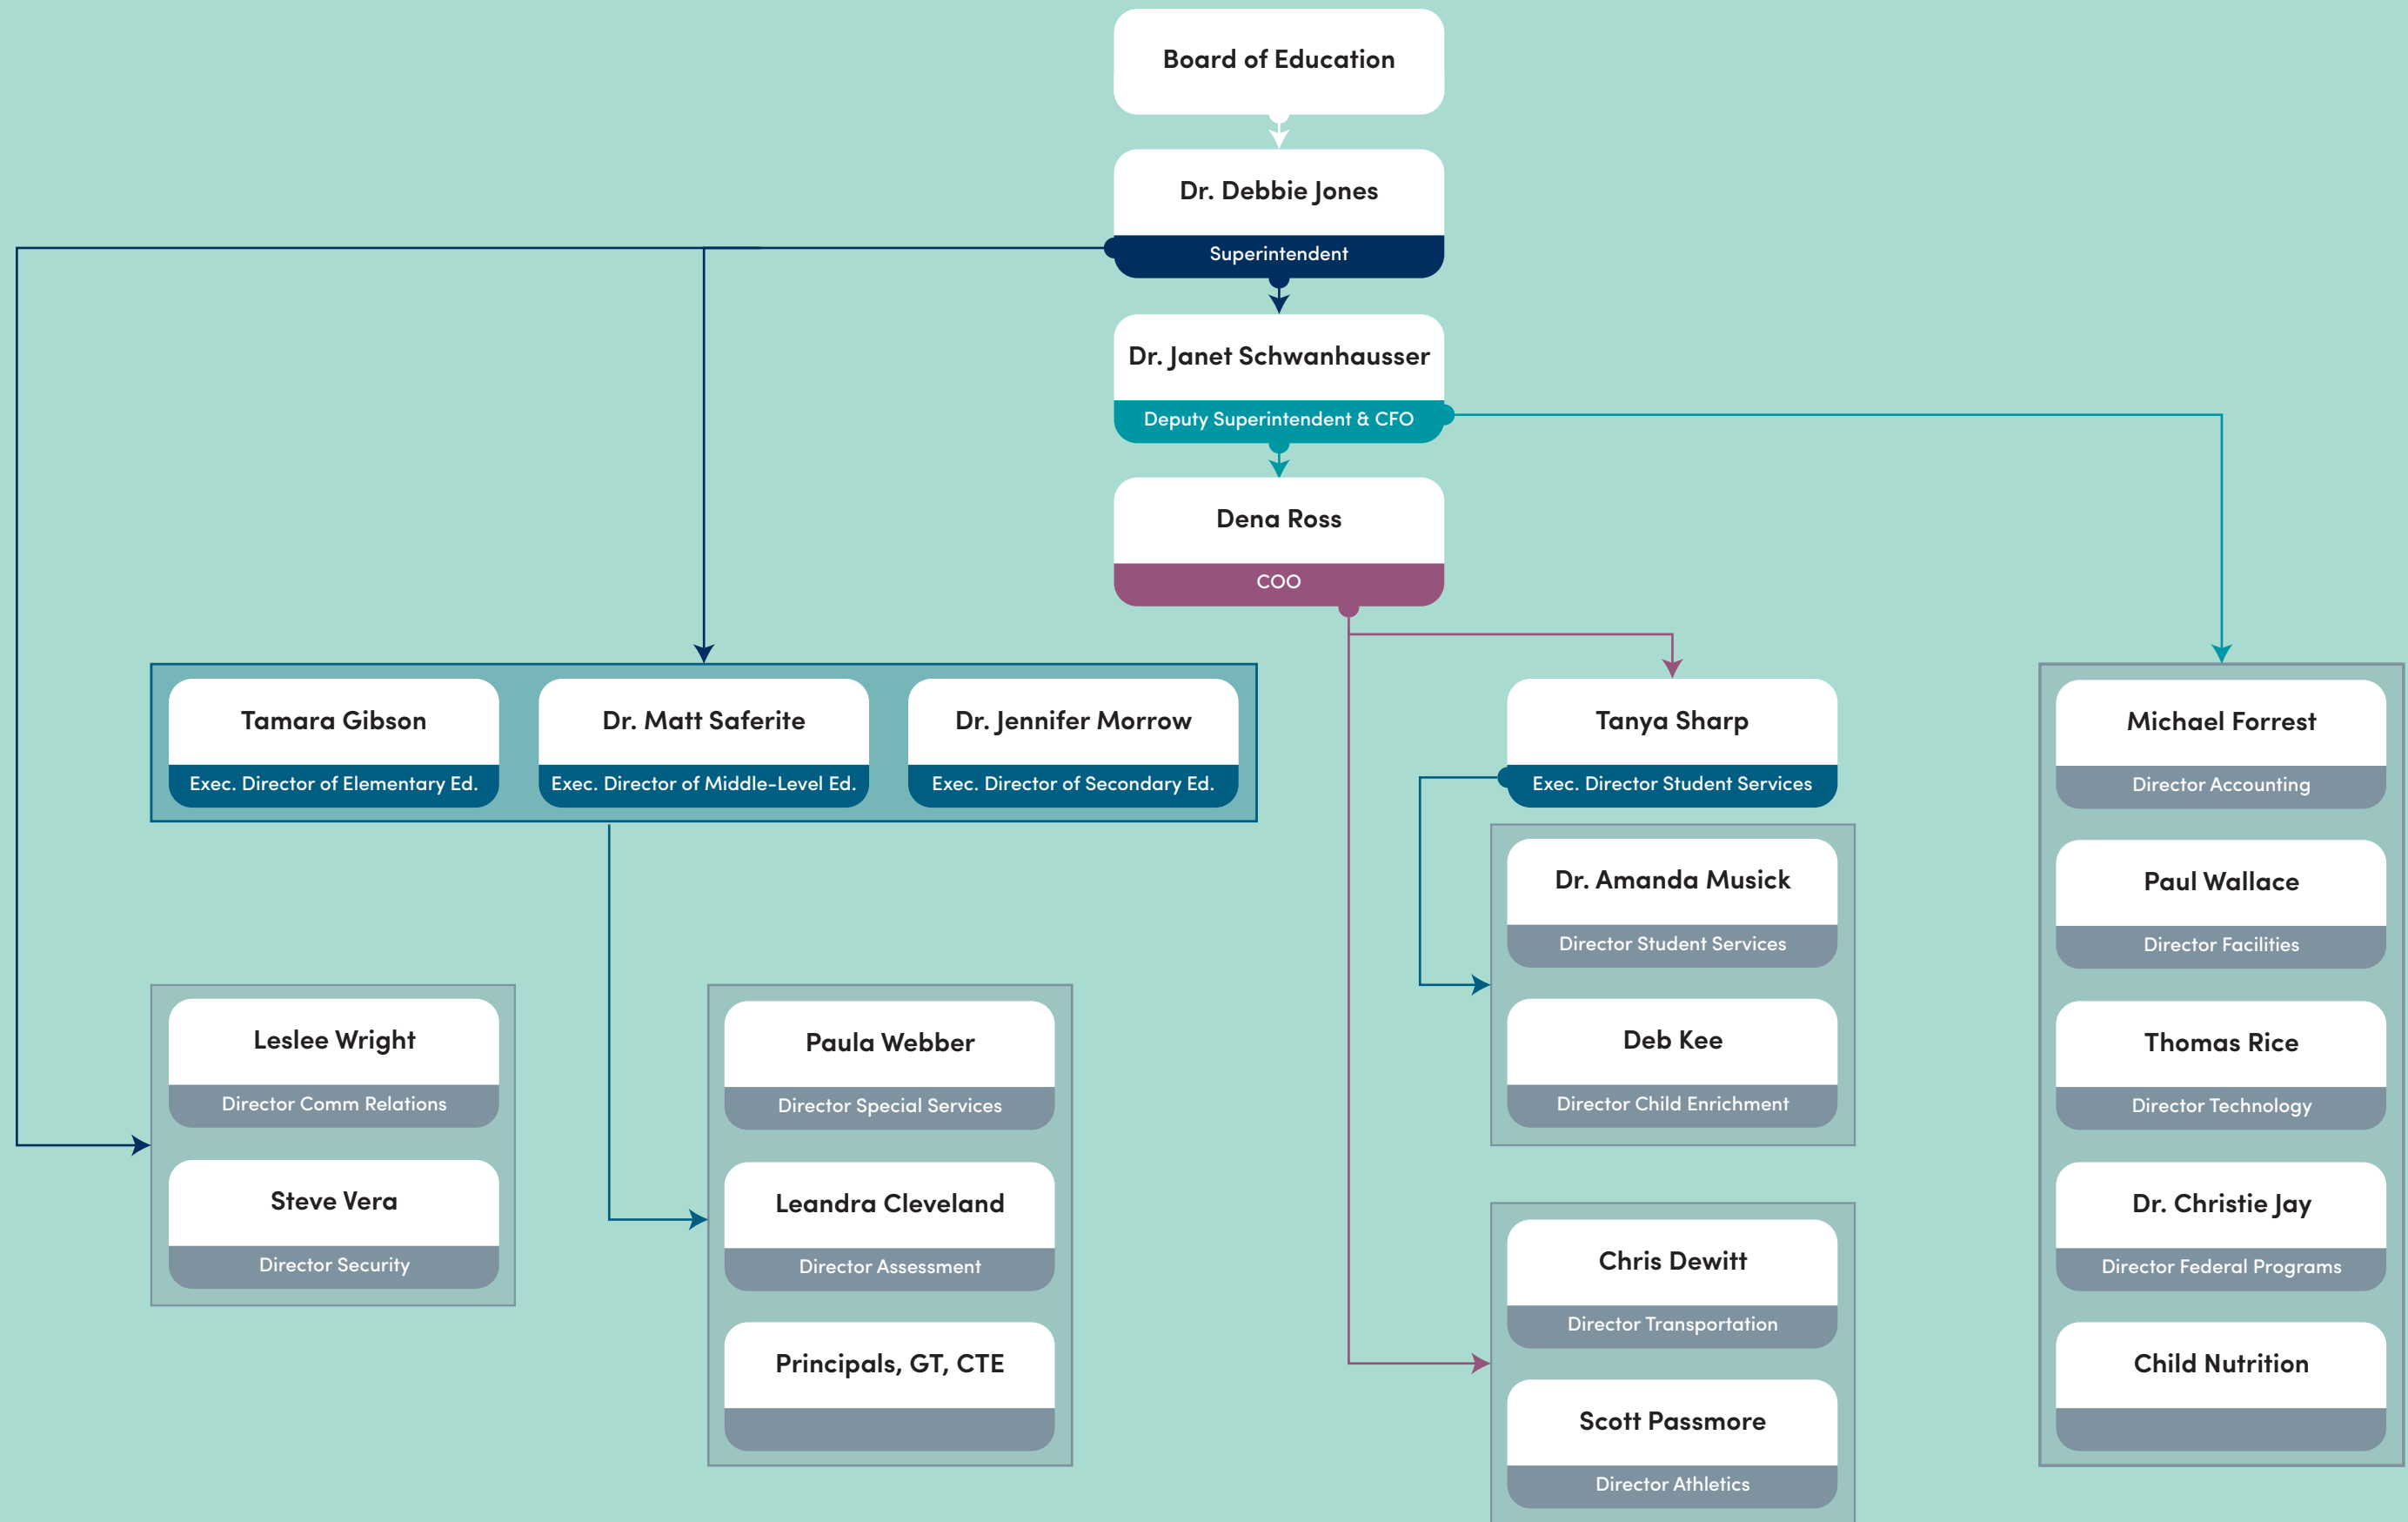 Board of Education
Dr. Debbie Jones
Superintendent
Dr. Janet Schwanhausser
Deputy Superintendent & CFO
Dena Ross
COO
Tamara Gibson
Exec. Director of Elementary Ed.
Dr. Matt Saferite
Exec. Director of Middle-Level Ed.
Dr. Jennifer Morrow
Exec. Director of Secondary Ed.
Leslee Wright
Director Comm Relations
Steve Vera
Director Security
Paula Webber
Director Special Services
Leandra Cleveland
Director Assessment
Principals, GT, CTE
Tanya Sharp
Exec. Director Student Services
Dr. Amanda Musick
Director Student Services
Deb Kee
Director Child Enrichment
Chris Dewitt
Director Transportation
Scott Passmore
Director Athletics
Michael Forrest
Director Accounting
Paul Wallace
Director Facilities
Thomas Rice
Director Technology
Dr. Christie Jay
Director Federal Programs
Child Nutrition